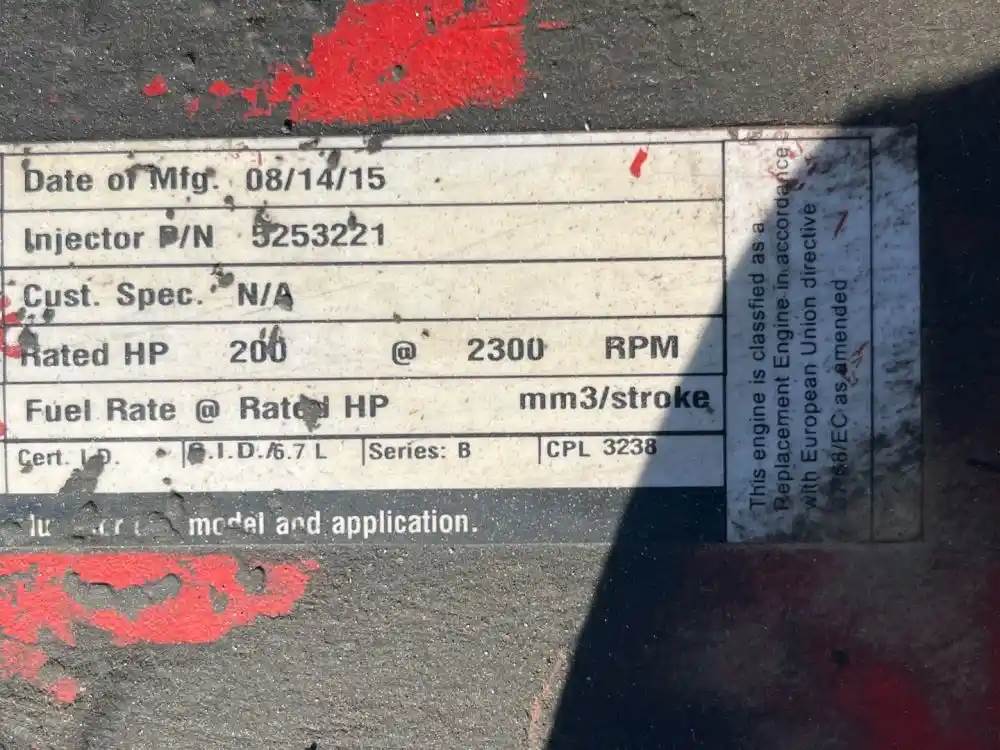 Date of Mfg. 08/14/15
Injector P/N 5253221
Cust. Spec. N/A
Rated HP 200 @ 2300 RPM
Fuel Rate @ Rated HP mm3/stroke
Cert. I.D. C.I.D./6.7 L Series: B CPL 3238
model and application.
This engine is classfied as a
Replacement Engine in accordance
with European Union directive
68/EC as amended